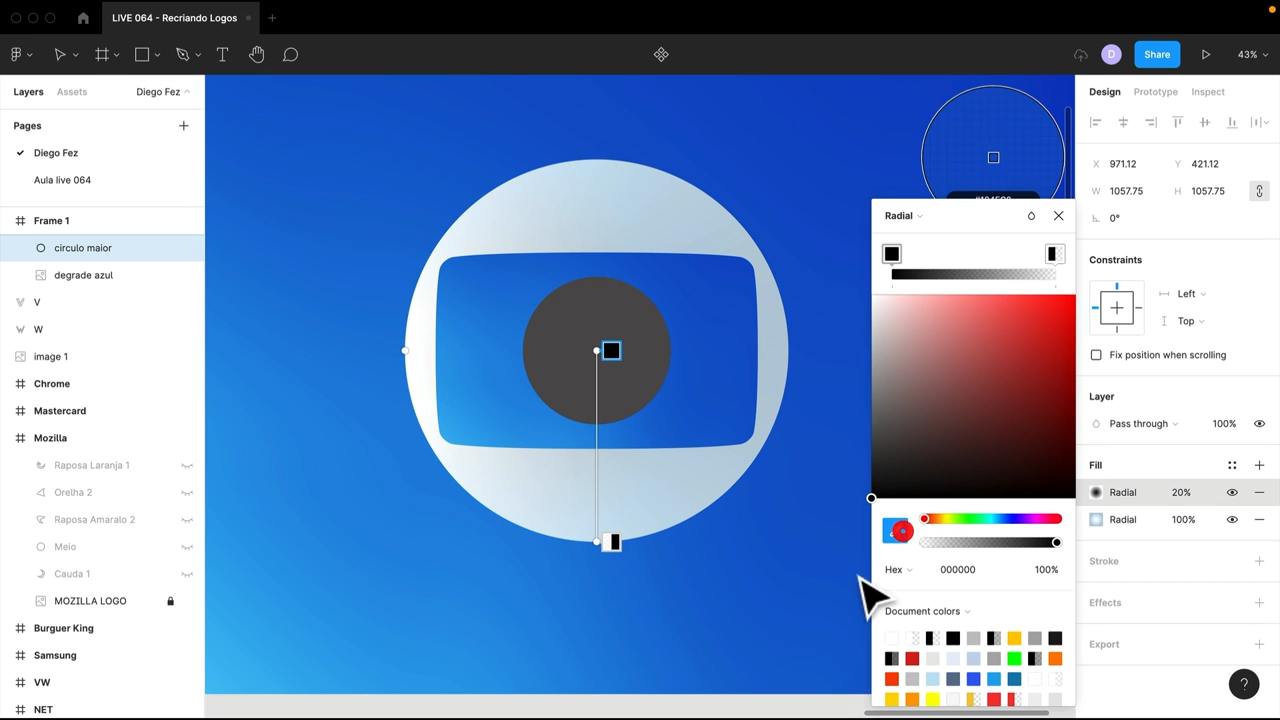 LIVE 064 - Recriando Logos
D
Share
43%
Layers
Assets
Diego Fez
Pages
Diego Fez
Aula live 064
Frame 1
circulo maior
degrade azul
V
W
image 1
Chrome
Mastercard
Mozilla
Raposa Laranja 1
Orelha 2
Raposa Amaralo 2
Meio
Cauda 1
MOZILLA LOGO
Burguer King
Samsung
VW
NET
Radial
Hex
000000
100%
Document colors
Design
Prototype
Inspect
X
971.12
Y
421.12
W
1057.75
H
1057.75
0°
Constraints
Left
Top
Fix position when scrolling
Layer
Pass through
100%
Fill
Radial
20%
Radial
100%
Stroke
Effects
Export
?